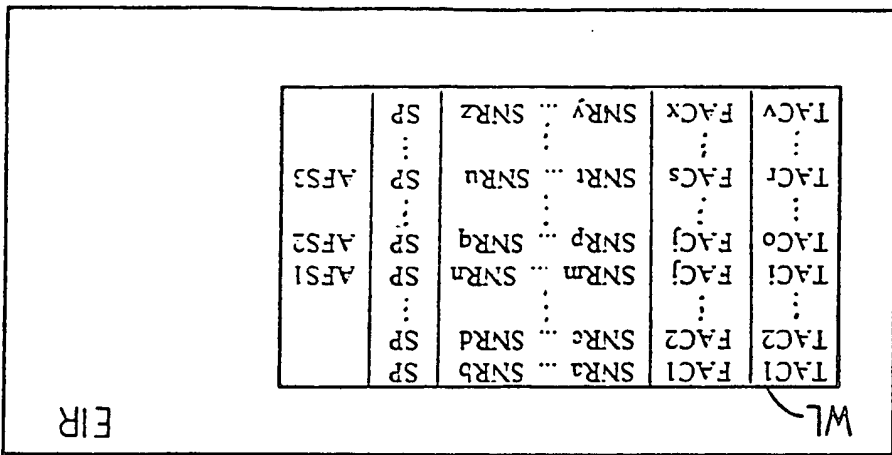 WL EIR
TAC1 FAC1 SNRa ... SNRb SP
TAC2 FAC2 SNRc ... SNRd SP
⋮ ⋮ ⋮ ⋮
TACi FACj SNRm ... SNRn SP AFS1
TACo FACj SNRp ... SNRq SP AFS2
⋮ ⋮ ⋮ ⋮
TACr FACs SNRt ... SNRu SP AFS3
⋮ ⋮ ⋮ ⋮
TACv FACx SNRy ... SNRz SP